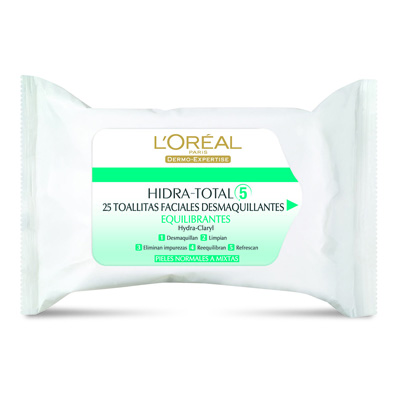 L'ORÉAL
PARIS
DERMO-EXPERTISE
HIDRA-TOTAL 5
25 TOALLITAS FACIALES DESMAQUILLANTES
EQUILIBRANTES
Hydra-Claryl
1 Desmaquillan 2 Limpian
3 Eliminan impurezas 4 Reequilibran 5 Refrescan
PIELES NORMALES A MIXTAS